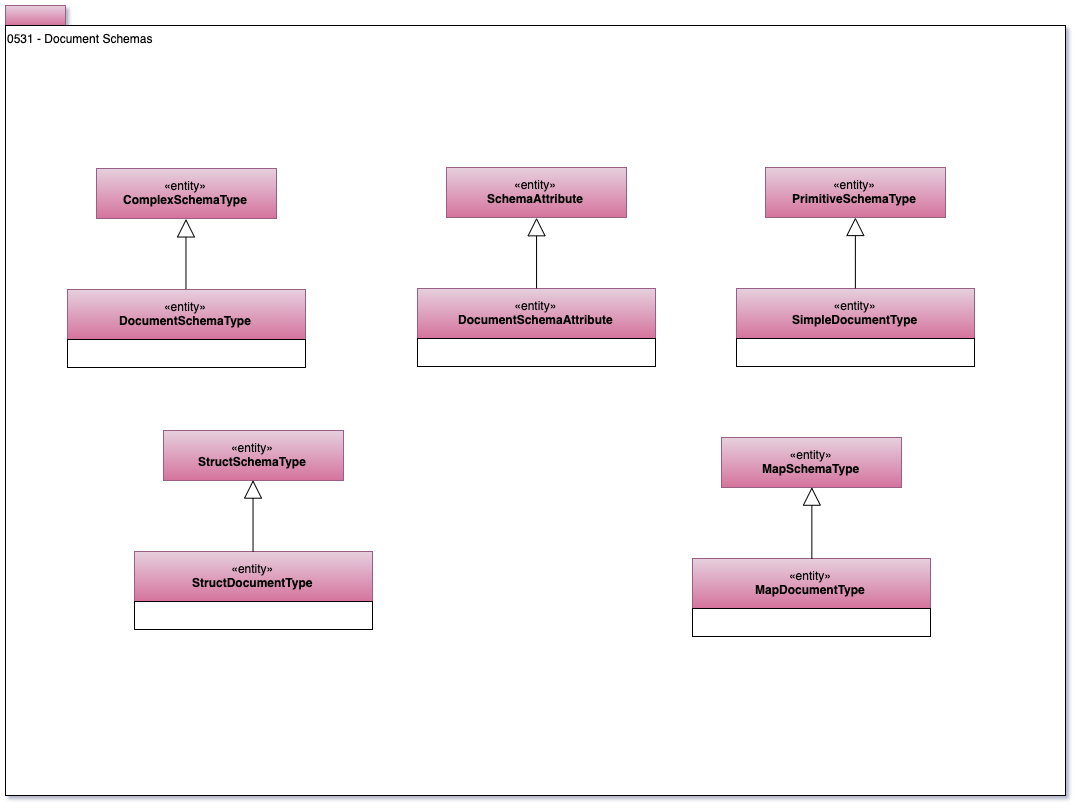 0531 - Document Schemas
«entity»
ComplexSchemaType
«entity»
SchemaAttribute
«entity»
PrimitiveSchemaType
«entity»
DocumentSchemaType
«entity»
DocumentSchemaAttribute
«entity»
SimpleDocumentType
«entity»
StructSchemaType
«entity»
MapSchemaType
«entity»
StructDocumentType
«entity»
MapDocumentType